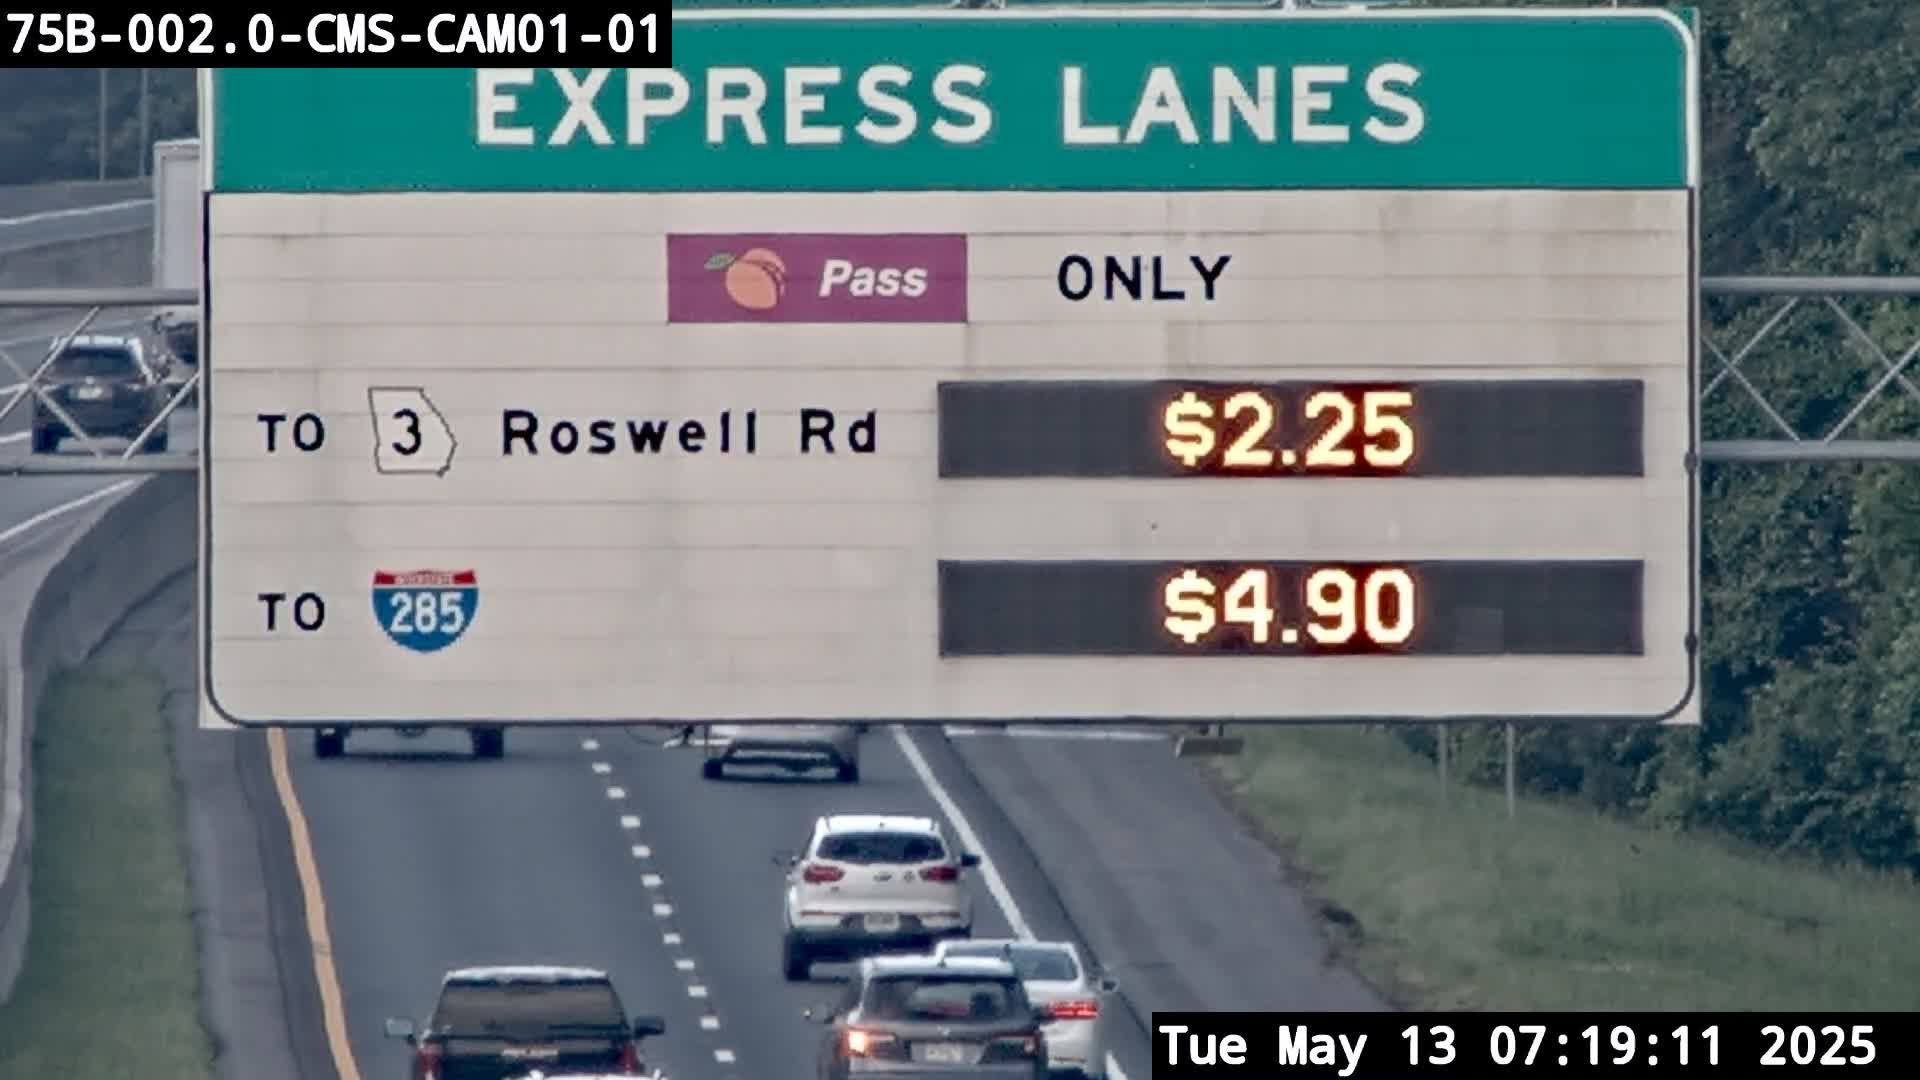 75B-002.0-CMS-CAM01-01
EXPRESS LANES
Pass ONLY
TO 3 Roswell Rd $2.25
TO INTERSTATE 285 $4.90
Tue May 13 07:19:11 2025